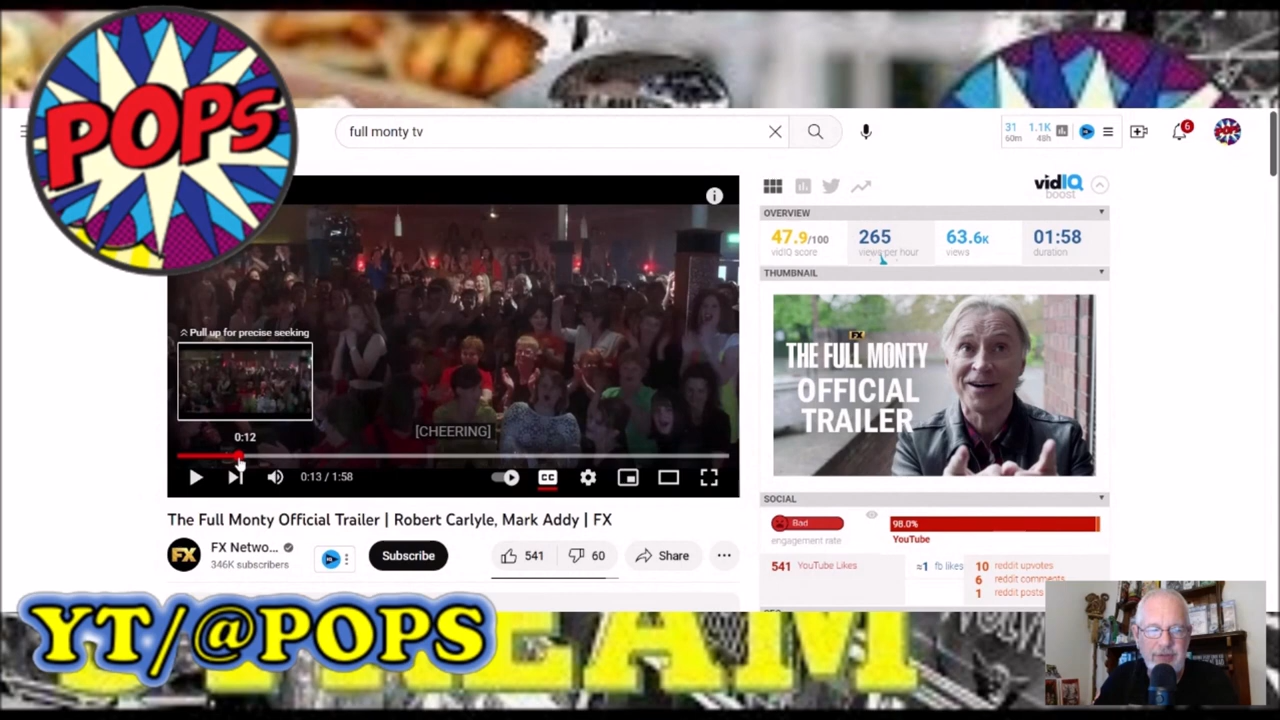 POPS
full monty tv
31 1.1K
60m 48h
6
vidIQ
boost
OVERVIEW
47.9/100
vidIQ score
265
views per hour
63.6K
views
01:58
duration
THUMBNAIL
FX
THE FULL MONTY
OFFICIAL
TRAILER
Pull up for precise seeking
0:12
[CHEERING]
CC
0:13 / 1:58
SOCIAL
Bad
engagement rate
98.0%
YouTube
541 YouTube Likes
≈1 fb likes
10 reddit upvotes
6 reddit comments
1 reddit posts
The Full Monty Official Trailer | Robert Carlyle, Mark Addy | FX
FX
FX Netwo...
346K subscribers
Subscribe
541
60
Share
YT/@POPS